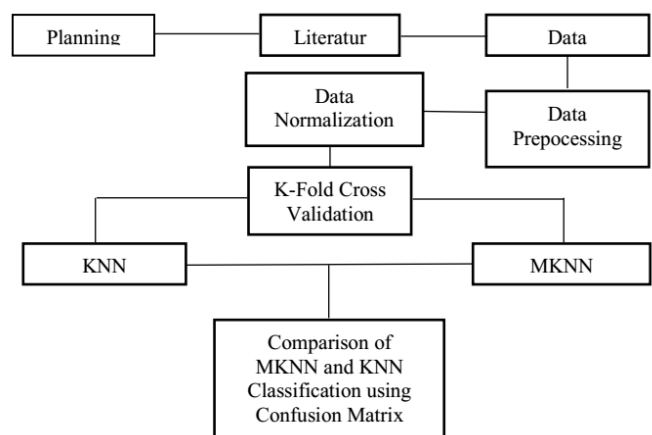 Planning
Literatur
Data
Data
Prepocessing
Data
Normalization
K-Fold Cross
Validation
KNN
MKNN
Comparison of
MKNN and KNN
Classification using
Confusion Matrix